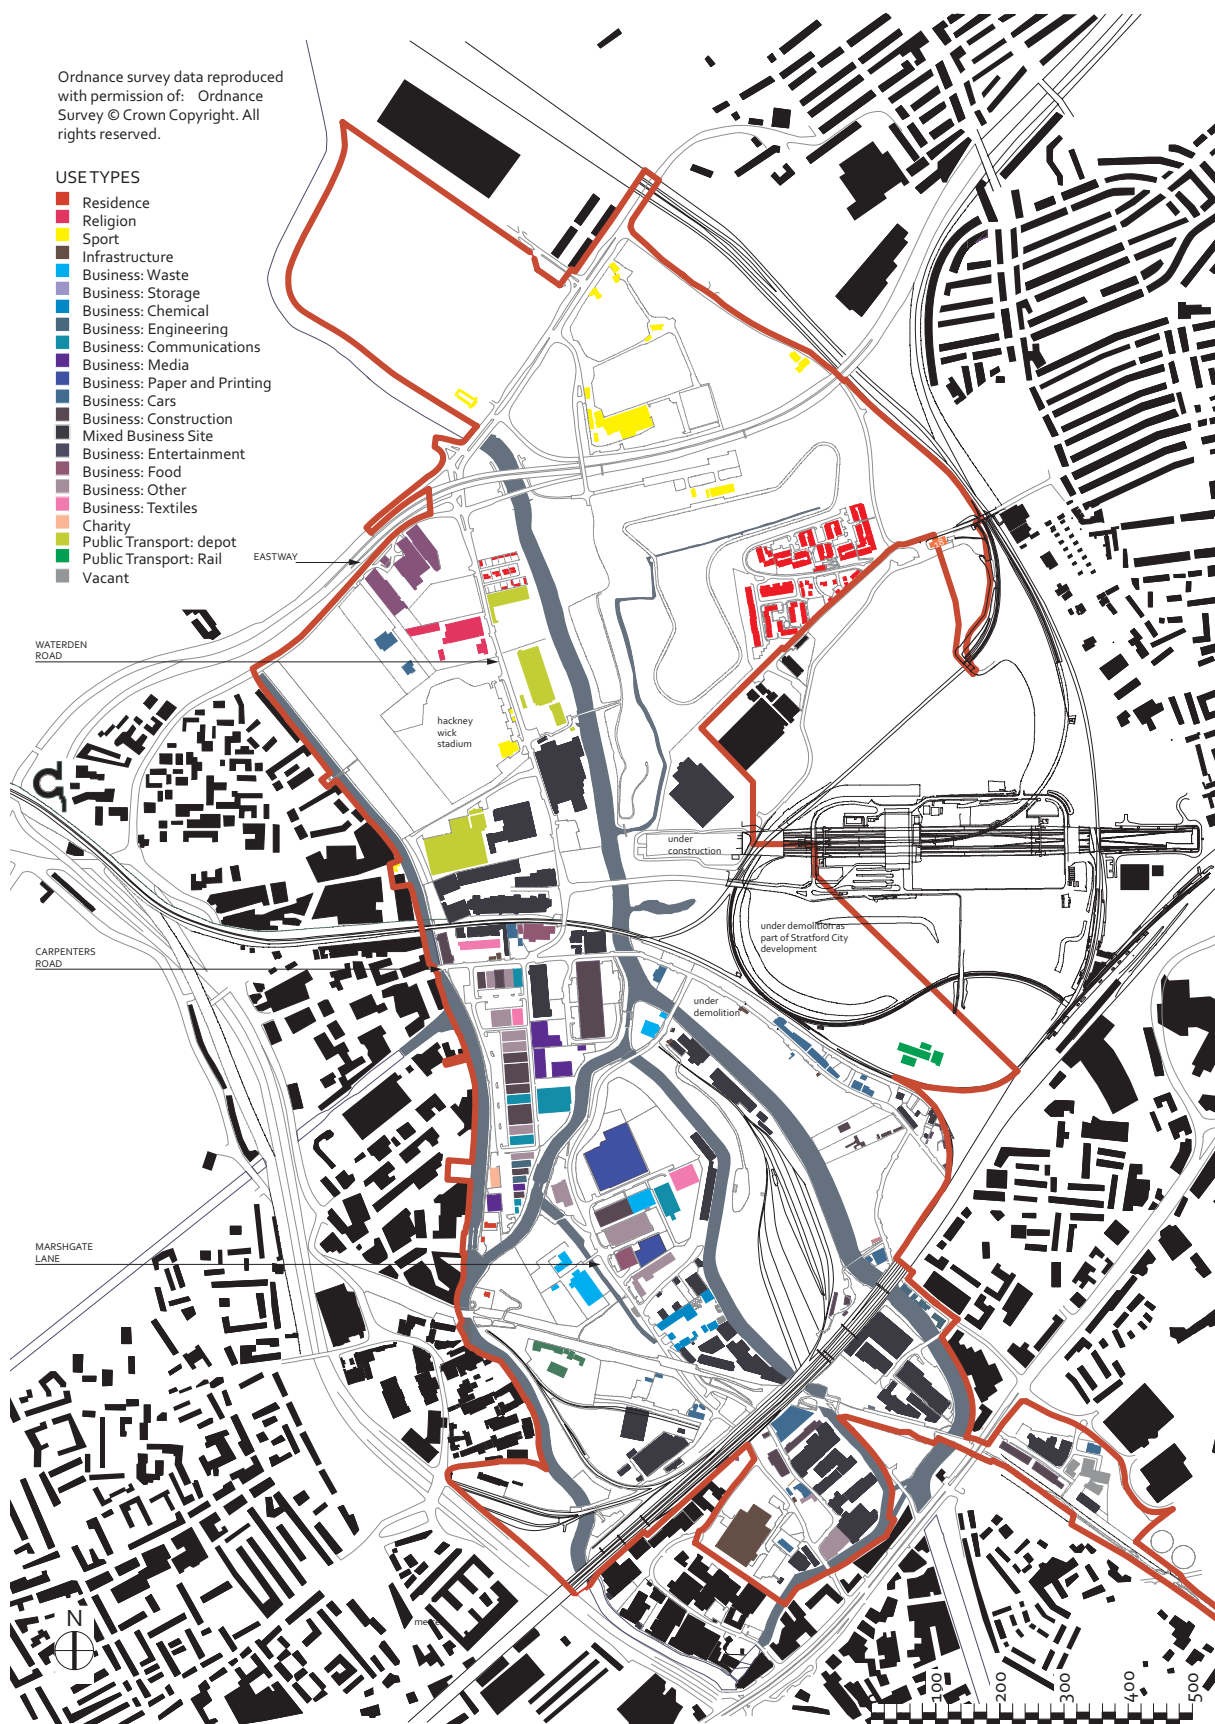 Ordnance survey data reproduced
with permission of: Ordnance
Survey © Crown Copyright. All
rights reserved.
USE TYPES
Residence
Religion
Sport
Infrastructure
Business: Waste
Business: Storage
Business: Chemical
Business: Engineering
Business: Communications
Business: Media
Business: Paper and Printing
Business: Cars
Business: Construction
Mixed Business Site
Business: Entertainment
Business: Food
Business: Other
Business: Textiles
Charity
Public Transport: depot
Public Transport: Rail
Vacant
EASTWAY
WATERDEN
ROAD
hackney
wick
stadium
under
construction
under demolition as
part of Stratford City
development
CARPENTERS
ROAD
under
demolition
MARSHGATE
LANE
N
0
100
200
300
400
500